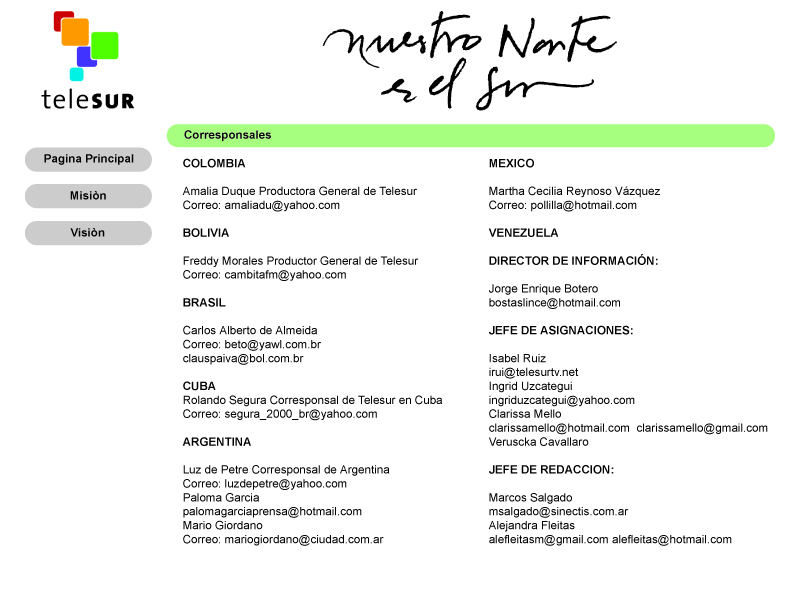 teleSUR
nuestro Norte
es el Sur
Corresponsales
Pagina Principal
Misiòn
Visiòn
COLOMBIA
Amalia Duque Productora General de Telesur
Correo: amaliadu@yahoo.com
BOLIVIA
Freddy Morales Productor General de Telesur
Correo: cambitafm@yahoo.com
BRASIL
Carlos Alberto de Almeida
Correo: beto@yawl.com.br
clauspaiva@bol.com.br
CUBA
Rolando Segura Corresponsal de Telesur en Cuba
Correo: segura_2000_br@yahoo.com
ARGENTINA
Luz de Petre Corresponsal de Argentina
Correo: luzdepetre@yahoo.com
Paloma Garcia
palomagarciaprensa@hotmail.com
Mario Giordano
Correo: mariogiordano@ciudad.com.ar
MEXICO
Martha Cecilia Reynoso Vázquez
Correo: pollilla@hotmail.com
VENEZUELA
DIRECTOR DE INFORMACIÓN:
Jorge Enrique Botero
bostaslince@hotmail.com
JEFE DE ASIGNACIONES:
Isabel Ruiz
irui@telesurtv.net
Ingrid Uzcategui
ingriduzcategui@yahoo.com
Clarissa Mello
clarissamello@hotmail.com clarissamello@gmail.com
Veruscka Cavallaro
JEFE DE REDACCION:
Marcos Salgado
msalgado@sinectis.com.ar
Alejandra Fleitas
alefleitasm@gmail.com alefleitas@hotmail.com